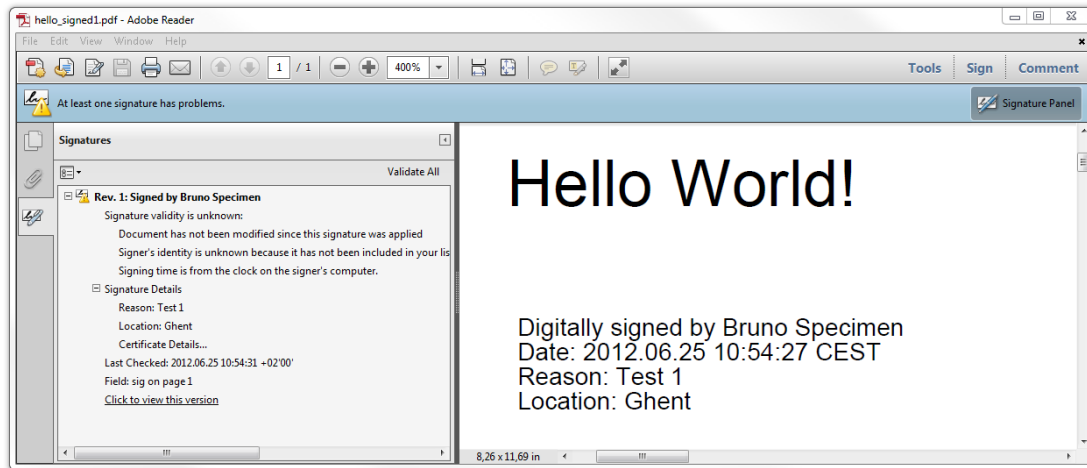 hello_signed1.pdf - Adobe Reader
File Edit View Window Help
1 / 1 400% Tools Sign Comment
At least one signature has problems. Signature Panel
Signatures
Validate All
Rev. 1: Signed by Bruno Specimen
Signature validity is unknown:
Document has not been modified since this signature was applied
Signer's identity is unknown because it has not been included in your lis
Signing time is from the clock on the signer's computer.
Signature Details
Reason: Test 1
Location: Ghent
Certificate Details...
Last Checked: 2012.06.25 10:54:31 +02'00'
Field: sig on page 1
Click to view this version
Hello World!
Digitally signed by Bruno Specimen
Date: 2012.06.25 10:54:27 CEST
Reason: Test 1
Location: Ghent
8,26 x 11,69 in